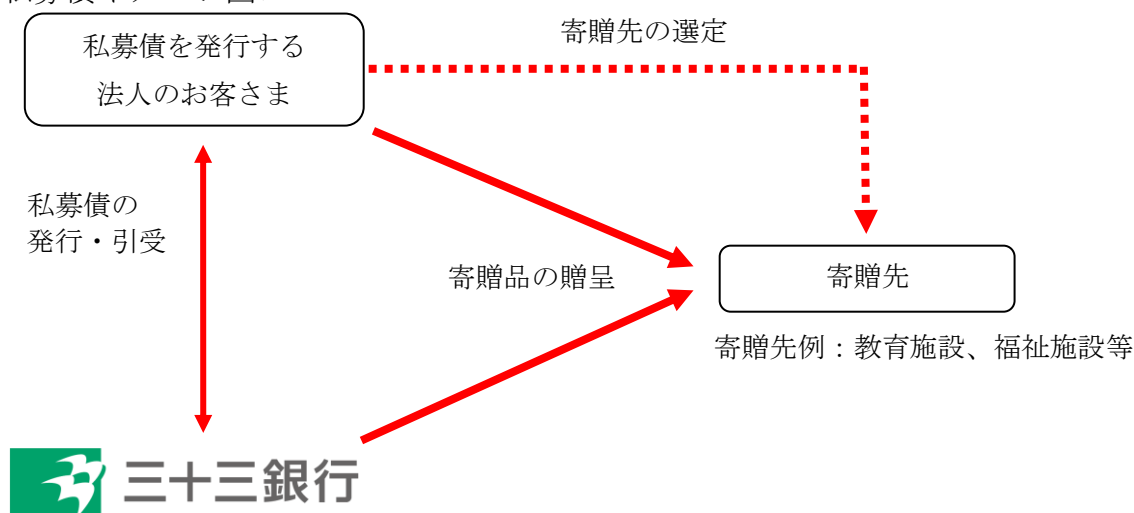 私募債を発行する
法人のお客さま
寄贈先の選定
私募債の
発行・引受
寄贈品の贈呈
寄贈先
寄贈先例：教育施設、福祉施設等
三十三銀行